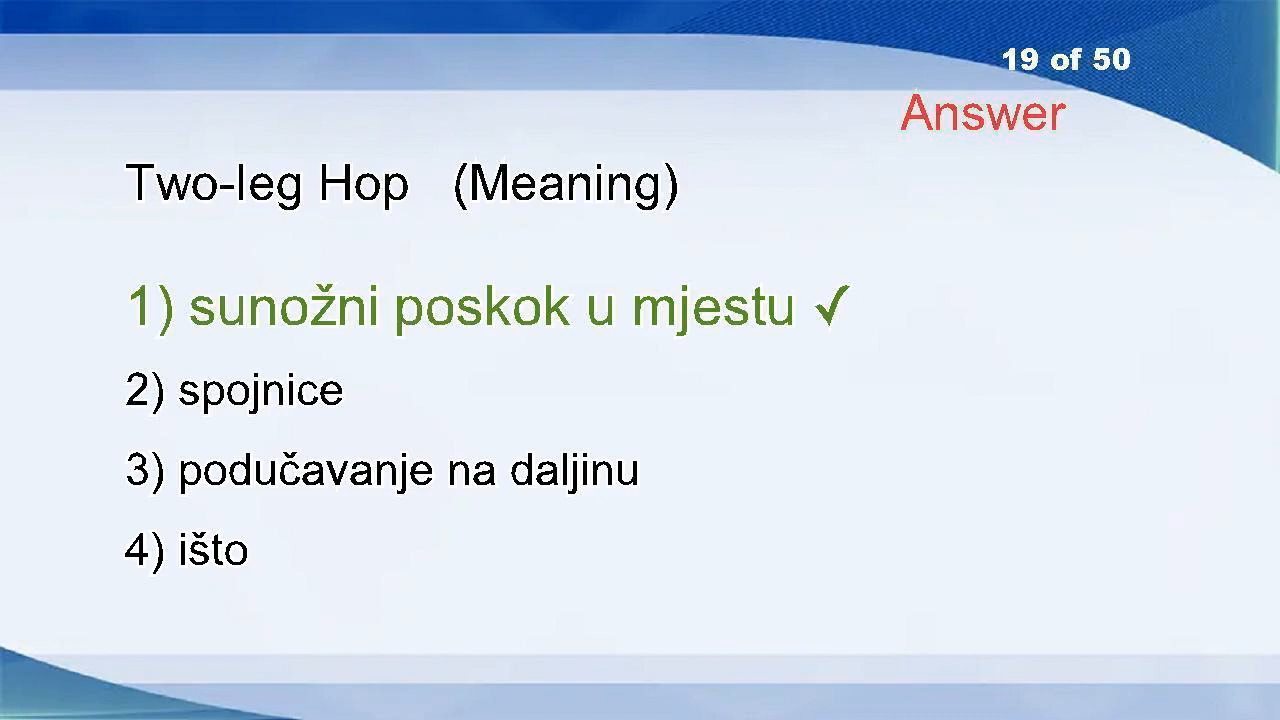 19 of 50
Answer
Two-leg Hop (Meaning)
1) sunožni poskok u mjestu ✓
2) spojnice
3) podučavanje na daljinu
4) išto